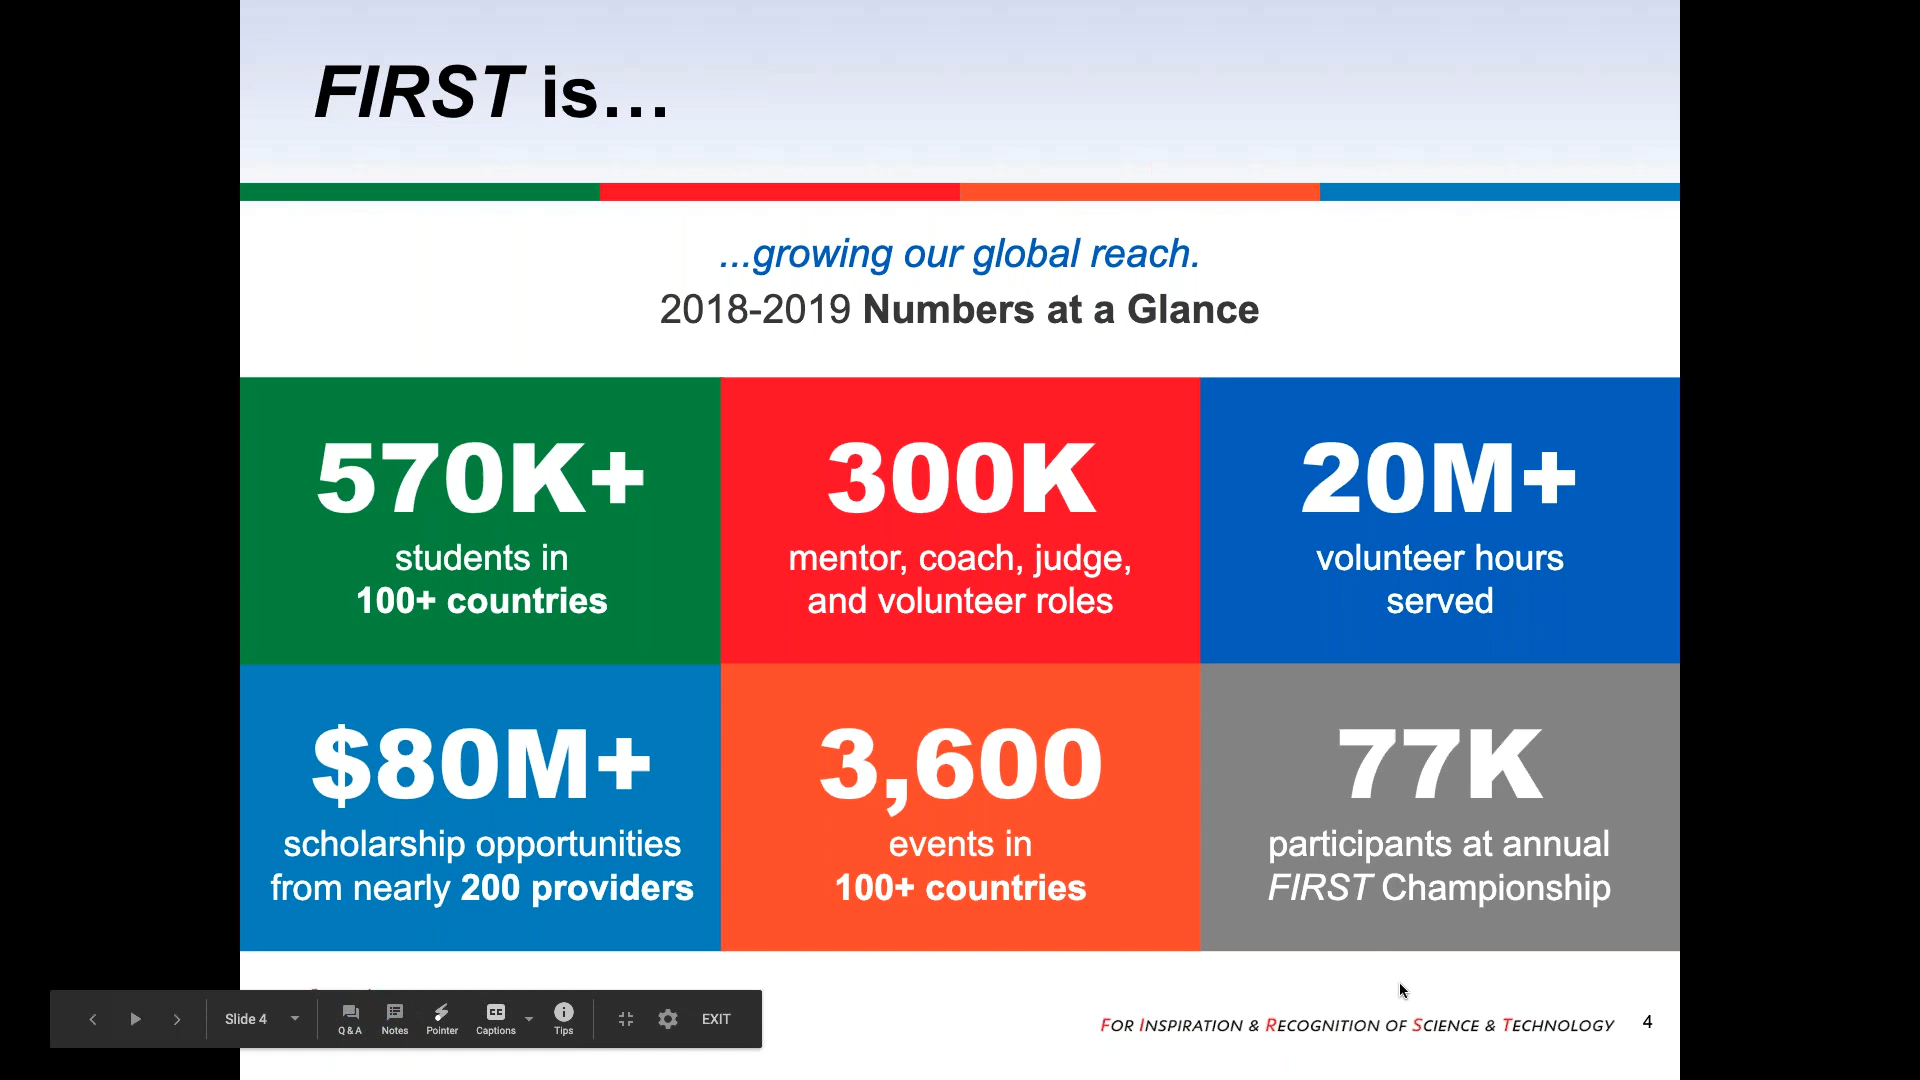 FIRST is…
...growing our global reach.
2018-2019 Numbers at a Glance
570K+
students in
100+ countries
300K
mentor, coach, judge,
and volunteer roles
20M+
volunteer hours
served
$80M+
scholarship opportunities
from nearly 200 providers
3,600
events in
100+ countries
77K
participants at annual
FIRST Championship
Slide 4
Q&A
Notes
Pointer
CC
Captions
Tips
EXIT
FOR INSPIRATION & RECOGNITION OF SCIENCE & TECHNOLOGY
4